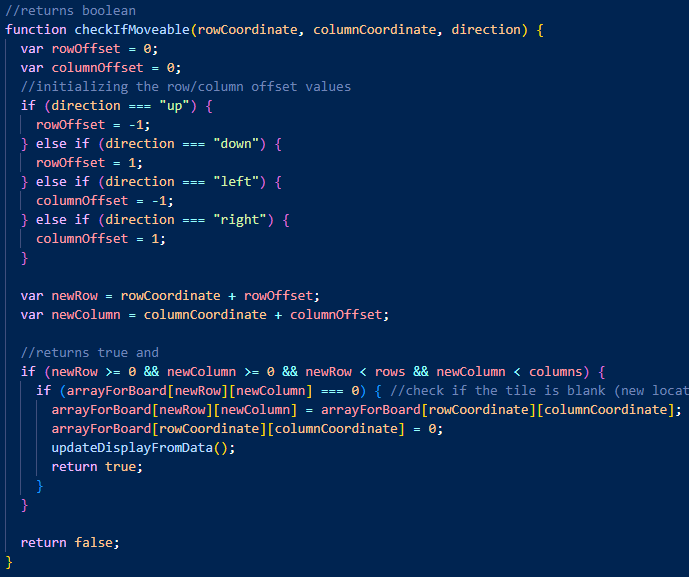 //returns boolean
function checkIfMoveable(rowCoordinate, columnCoordinate, direction) {
  var rowOffset = 0;
  var columnOffset = 0;
  //initializing the row/column offset values
  if (direction === "up") {
    rowOffset = -1;
  } else if (direction === "down") {
    rowOffset = 1;
  } else if (direction === "left") {
    columnOffset = -1;
  } else if (direction === "right") {
    columnOffset = 1;
  }

  var newRow = rowCoordinate + rowOffset;
  var newColumn = columnCoordinate + columnOffset;

  //returns true and
  if (newRow >= 0 && newColumn >= 0 && newRow < rows && newColumn < columns) {
    if (arrayForBoard[newRow][newColumn] === 0) { //check if the tile is blank (new locat
      arrayForBoard[newRow][newColumn] = arrayForBoard[rowCoordinate][columnCoordinate];
      arrayForBoard[rowCoordinate][columnCoordinate] = 0;
      updateDisplayFromData();
      return true;
    }
  }

  return false;
}